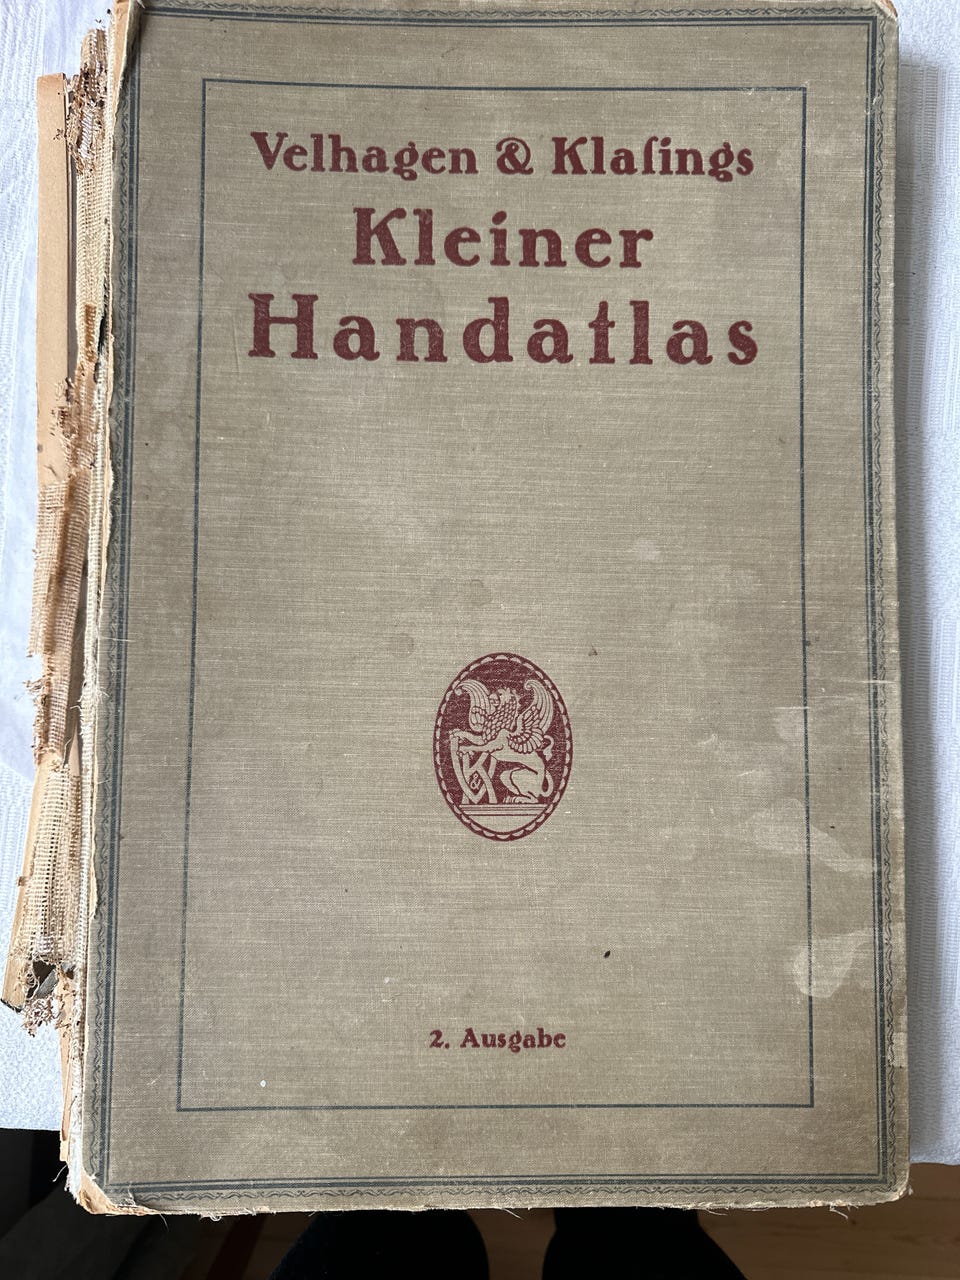 Velhagen & Klaſings
Kleiner
Handatlas
V&K
2. Ausgabe